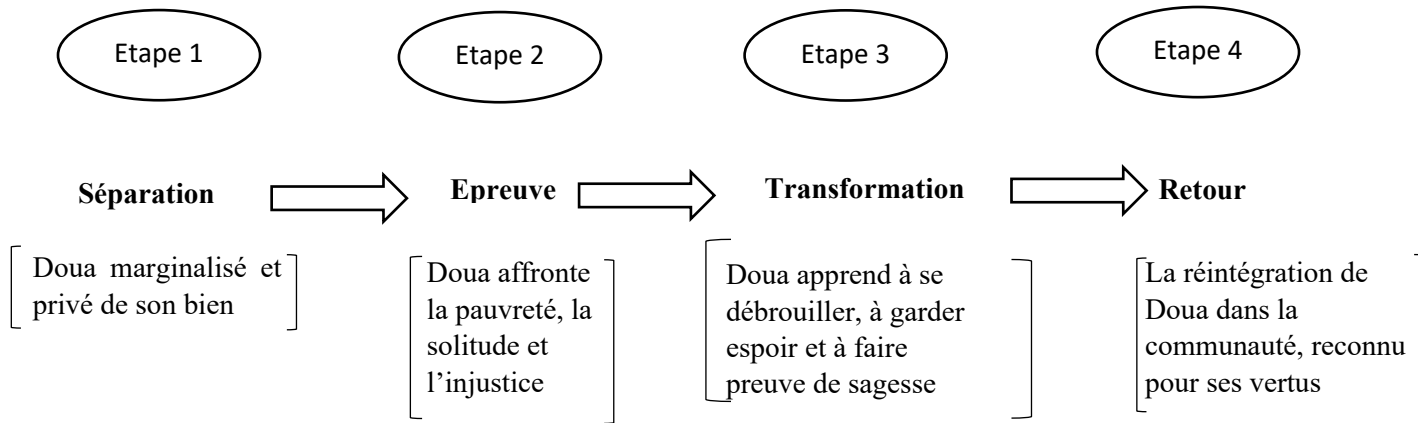 Etape 1
Etape 2
Etape 3
Etape 4
Séparation
Epreuve
Transformation
Retour
Doua marginalisé et
privé de son bien
Doua affronte
la pauvreté, la
solitude et
l’injustice
Doua apprend à se
débrouiller, à garder
espoir et à faire
preuve de sagesse
La réintégration de
Doua dans la
communauté, reconnu
pour ses vertus